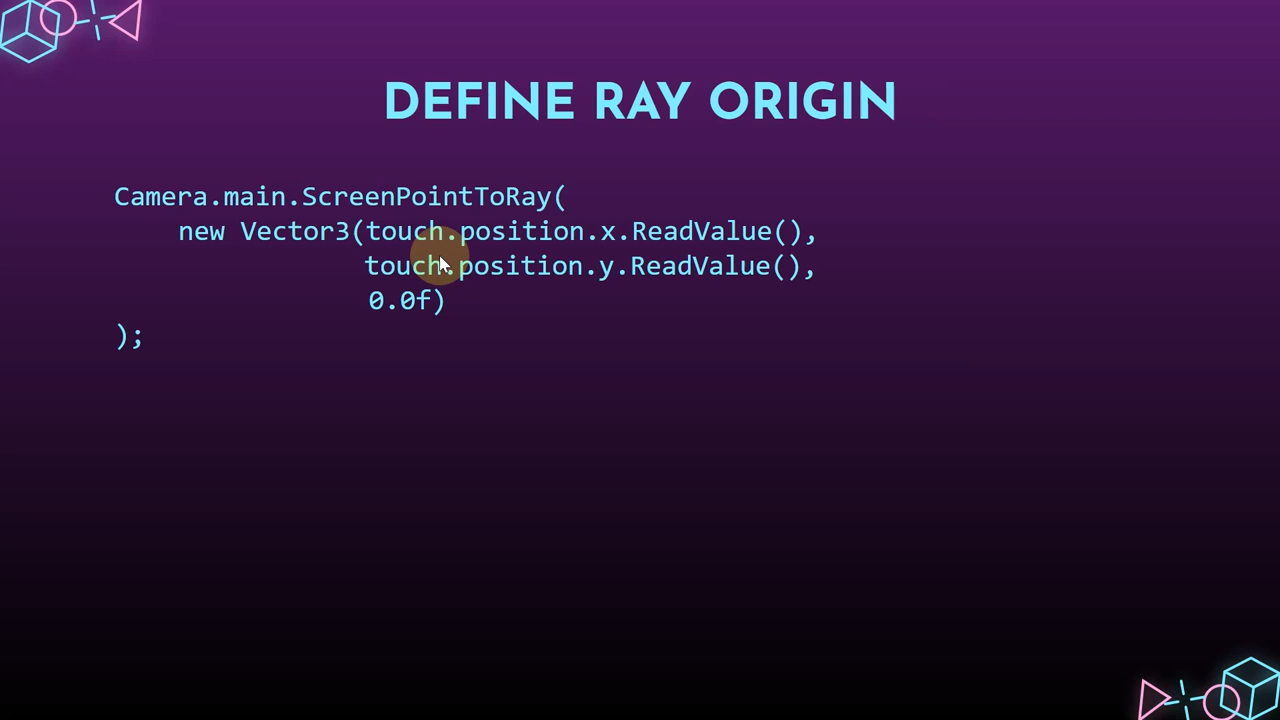 DEFINE RAY ORIGIN
Camera.main.ScreenPointToRay(
new Vector3(touch.position.x.ReadValue(),
touch.position.y.ReadValue(),
0.0f)
);